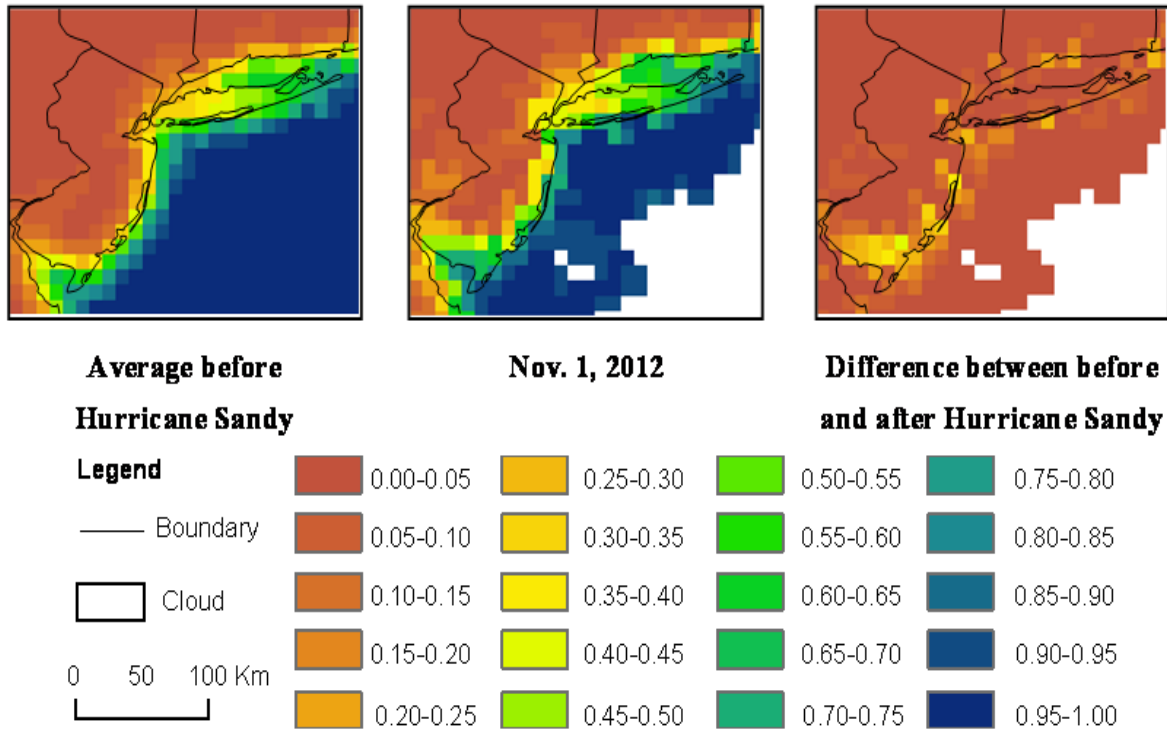 Average before
Hurricane Sandy
Nov. 1, 2012
Difference between before
and after Hurricane Sandy
Legend
Boundary
Cloud
0 50 100 Km
0.00-0.05
0.05-0.10
0.10-0.15
0.15-0.20
0.20-0.25
0.25-0.30
0.30-0.35
0.35-0.40
0.40-0.45
0.45-0.50
0.50-0.55
0.55-0.60
0.60-0.65
0.65-0.70
0.70-0.75
0.75-0.80
0.80-0.85
0.85-0.90
0.90-0.95
0.95-1.00